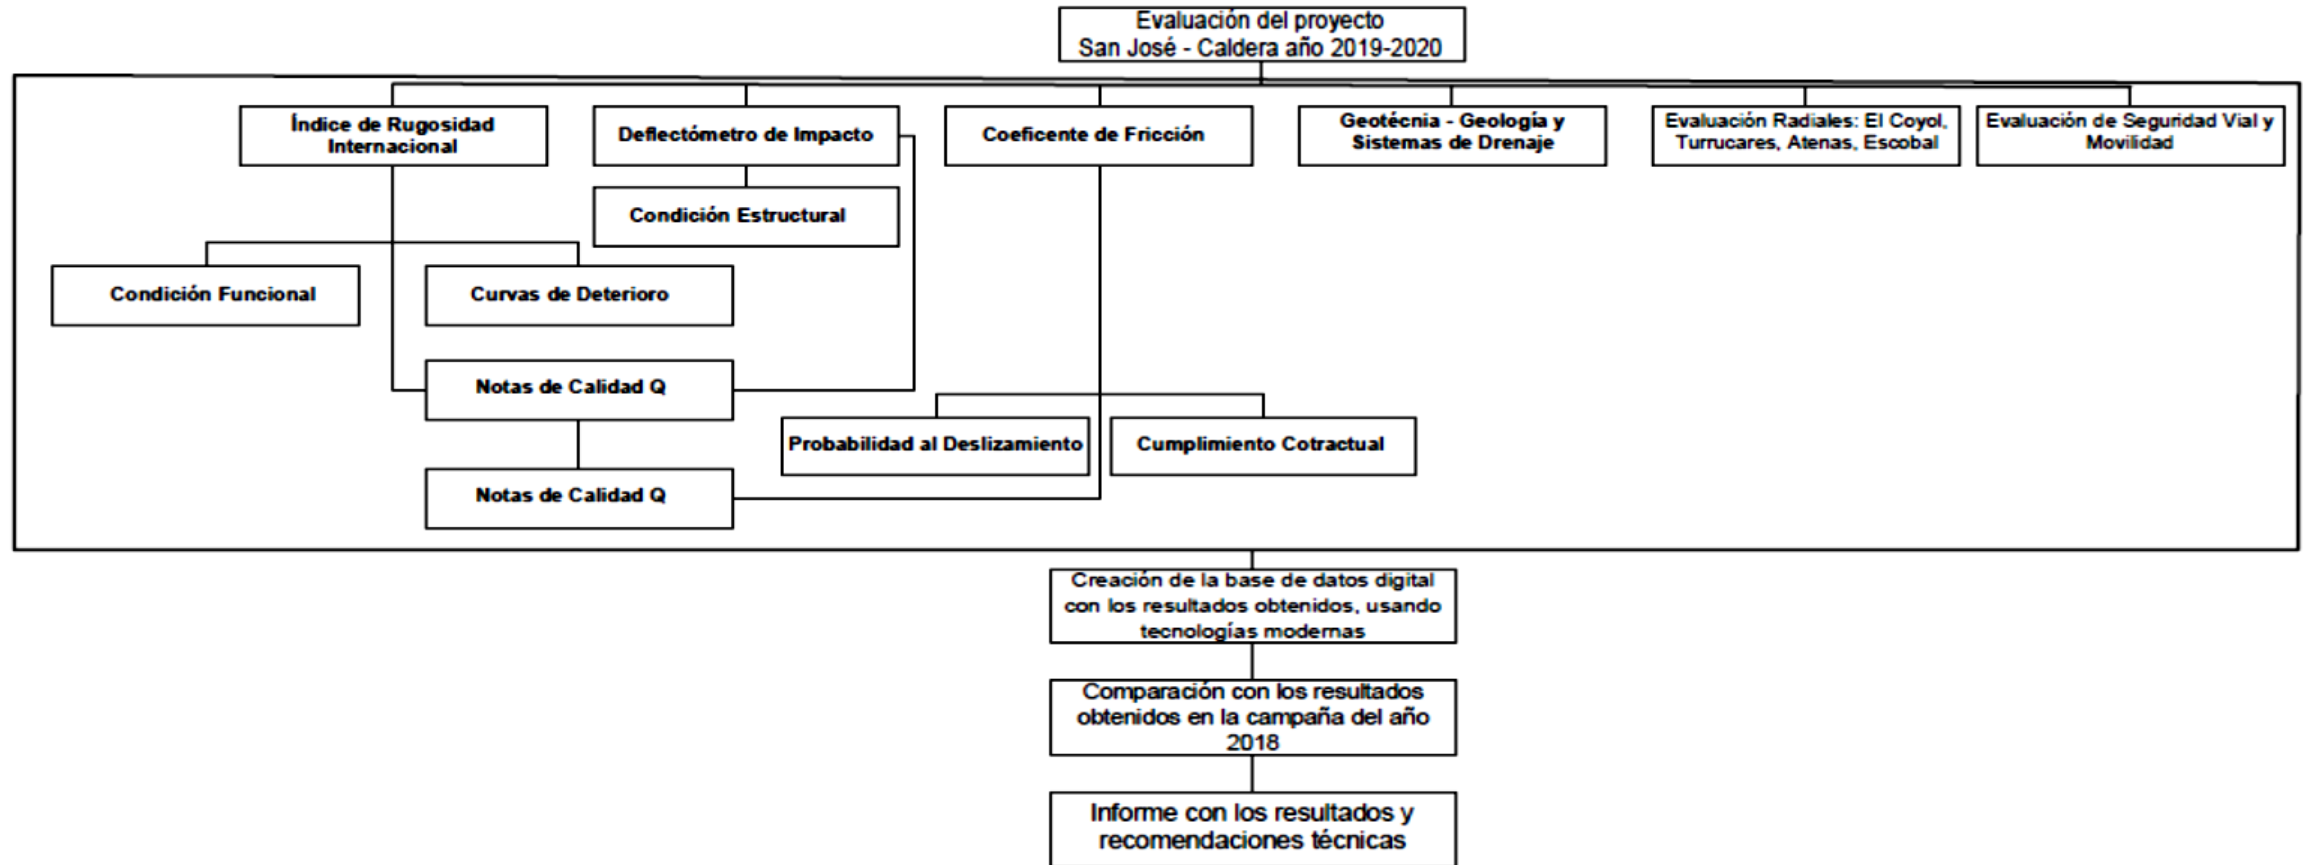 Evaluación del proyecto
San José - Caldera año 2019-2020
Índice de Rugosidad
Internacional
Deflectómetro de Impacto
Coeficente de Fricción
Geotécnia - Geología y
Sistemas de Drenaje
Evaluación Radiales: El Coyol,
Turrucares, Atenas, Escobal
Evaluación de Seguridad Vial y
Movilidad
Condición Estructural
Condición Funcional
Curvas de Deterioro
Notas de Calidad Q
Probabilidad al Deslizamiento
Cumplimiento Cotractual
Notas de Calidad Q
Creación de la base de datos digital
con los resultados obtenidos, usando
tecnologías modernas
Comparación con los resultados
obtenidos en la campaña del año
2018
Informe con los resultados y
recomendaciones técnicas